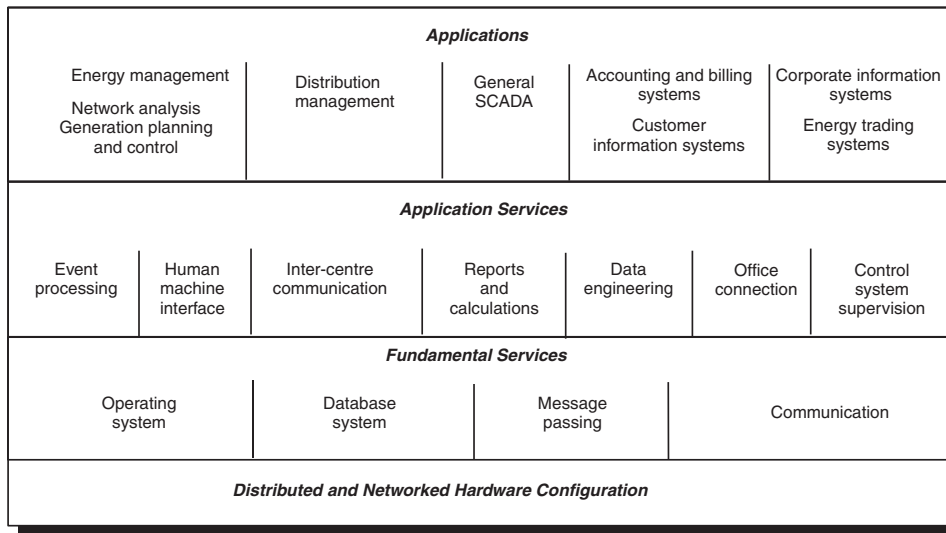 Applications
Energy management
Network analysis
Generation planning
and control
Distribution
management
General
SCADA
Accounting and billing
systems
Customer
information systems
Corporate information
systems
Energy trading
systems
Application Services
Event
processing
Human
machine
interface
Inter-centre
communication
Reports
and
calculations
Data
engineering
Office
connection
Control
system
supervision
Fundamental Services
Operating
system
Database
system
Message
passing
Communication
Distributed and Networked Hardware Configuration